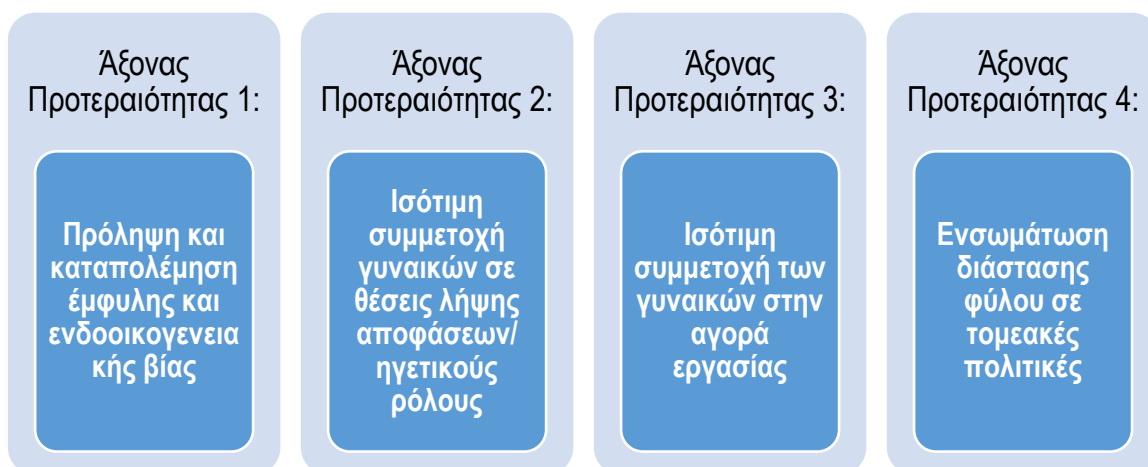 Άξονας
Προτεραιότητας 1:
Πρόληψη και
καταπολέμηση
έμφυλης και
ενδοοικογενεια
κής βίας
Άξονας
Προτεραιότητας 2:
Ισότιμη
συμμετοχή
γυναικών σε
θέσεις λήψης
αποφάσεων/
ηγετικούς
ρόλους
Άξονας
Προτεραιότητας 3:
Ισότιμη
συμμετοχή των
γυναικών στην
αγορά
εργασίας
Άξονας
Προτεραιότητας 4:
Ενσωμάτωση
διάστασης
φύλου σε
τομεακές
πολιτικές